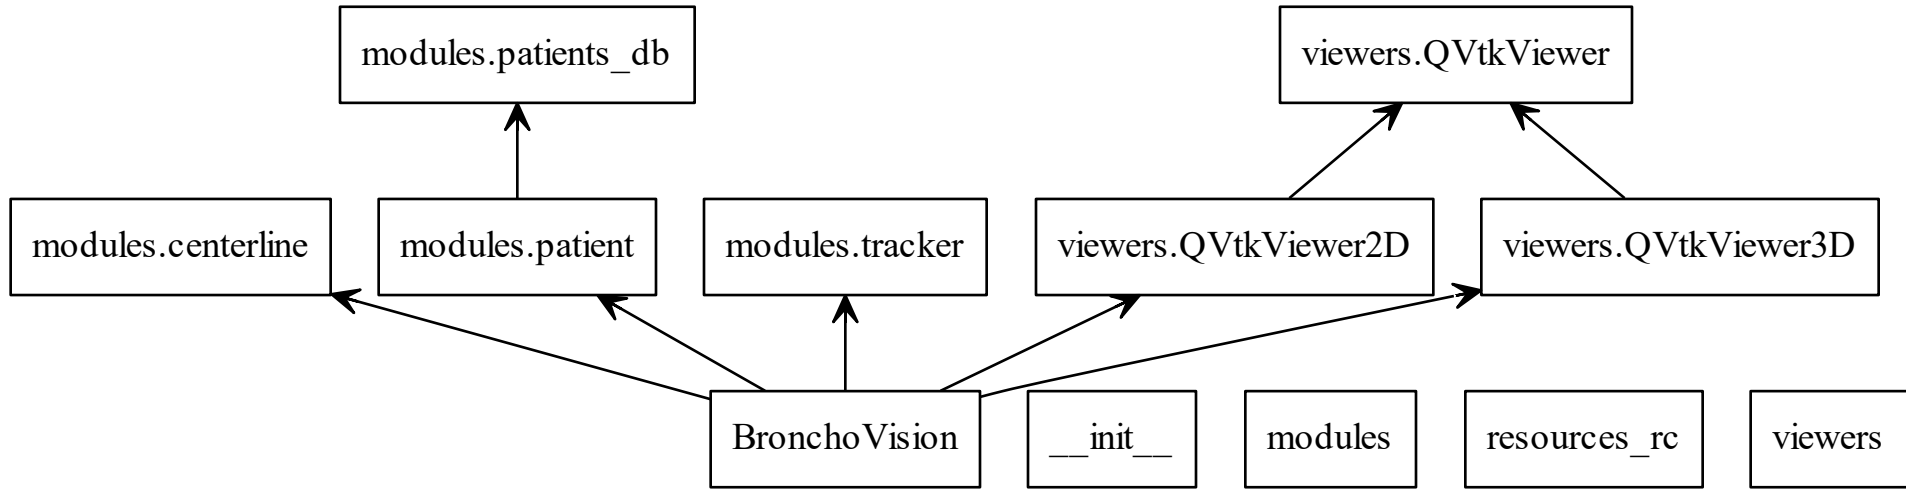 modules.patients_db
viewers.QVtkViewer
modules.centerline
modules.patient
modules.tracker
viewers.QVtkViewer2D
viewers.QVtkViewer3D
BronchoVision
__init__
modules
resources_rc
viewers